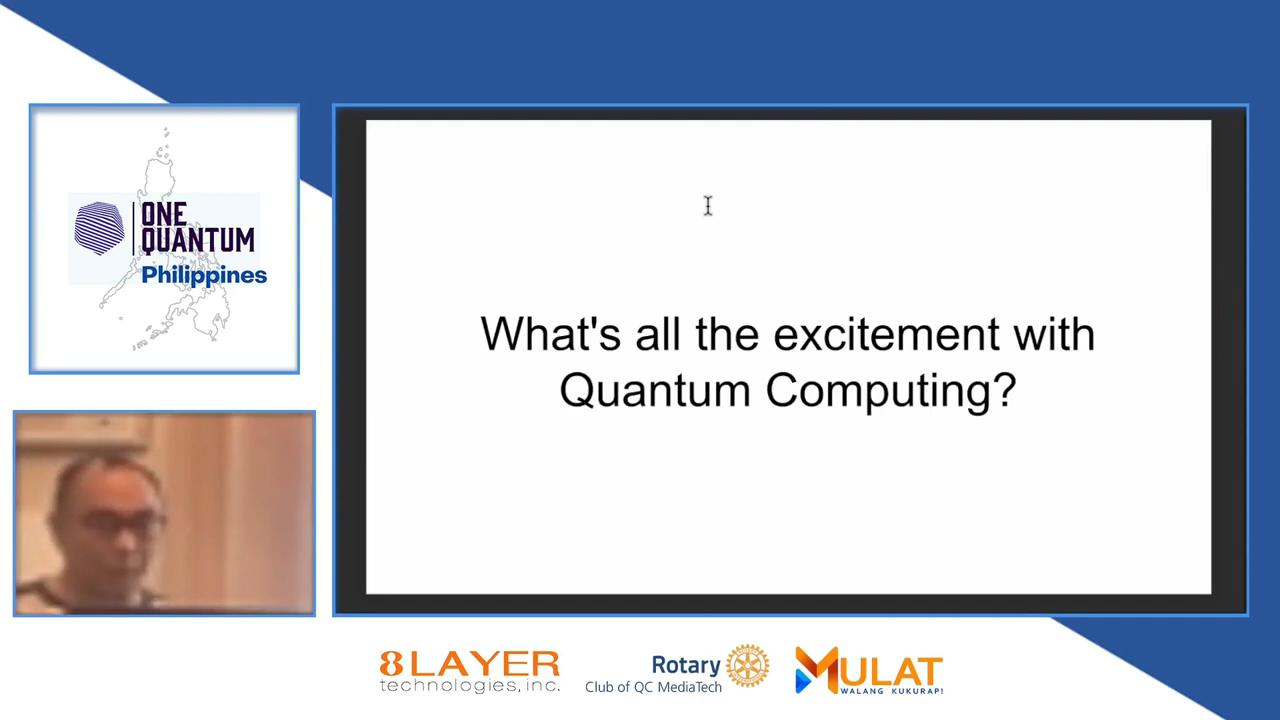 ONE
QUANTUM
Philippines
What's all the excitement with
Quantum Computing?
8LAYER
technologies, inc.
Rotary
Club of QC MediaTech
MULAT
WALANG KUKURAP!